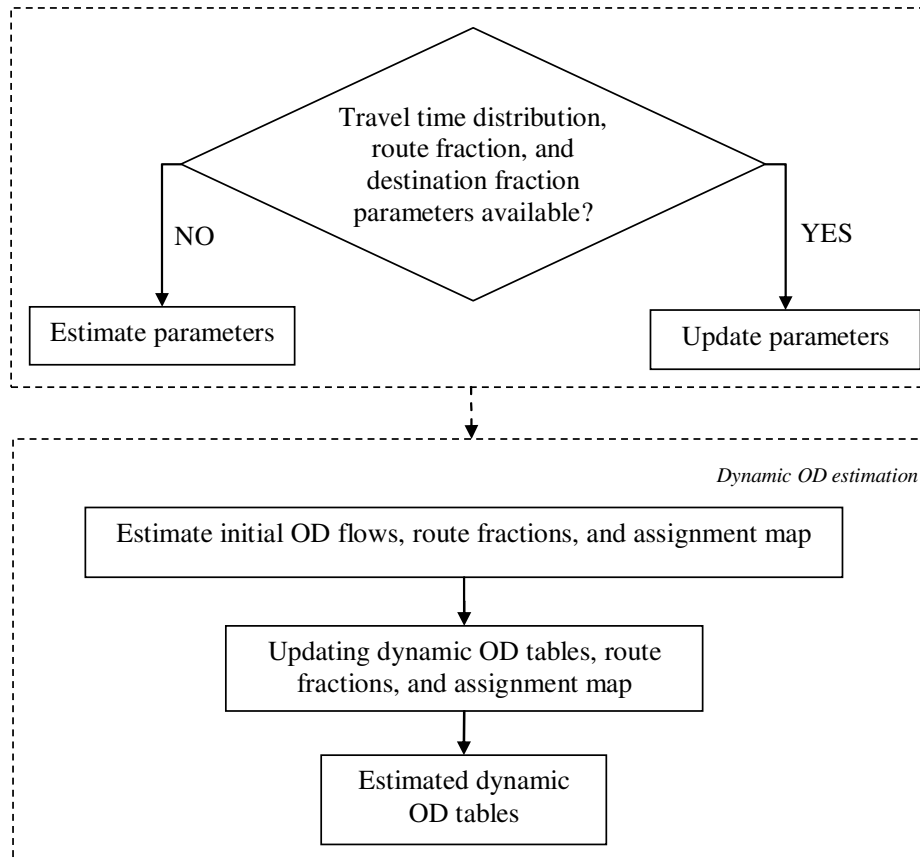 Travel time distribution,
route fraction, and
destination fraction
parameters available?
NO
YES
Estimate parameters
Update parameters
Dynamic OD estimation
Estimate initial OD flows, route fractions, and assignment map
Updating dynamic OD tables, route
fractions, and assignment map
Estimated dynamic
OD tables